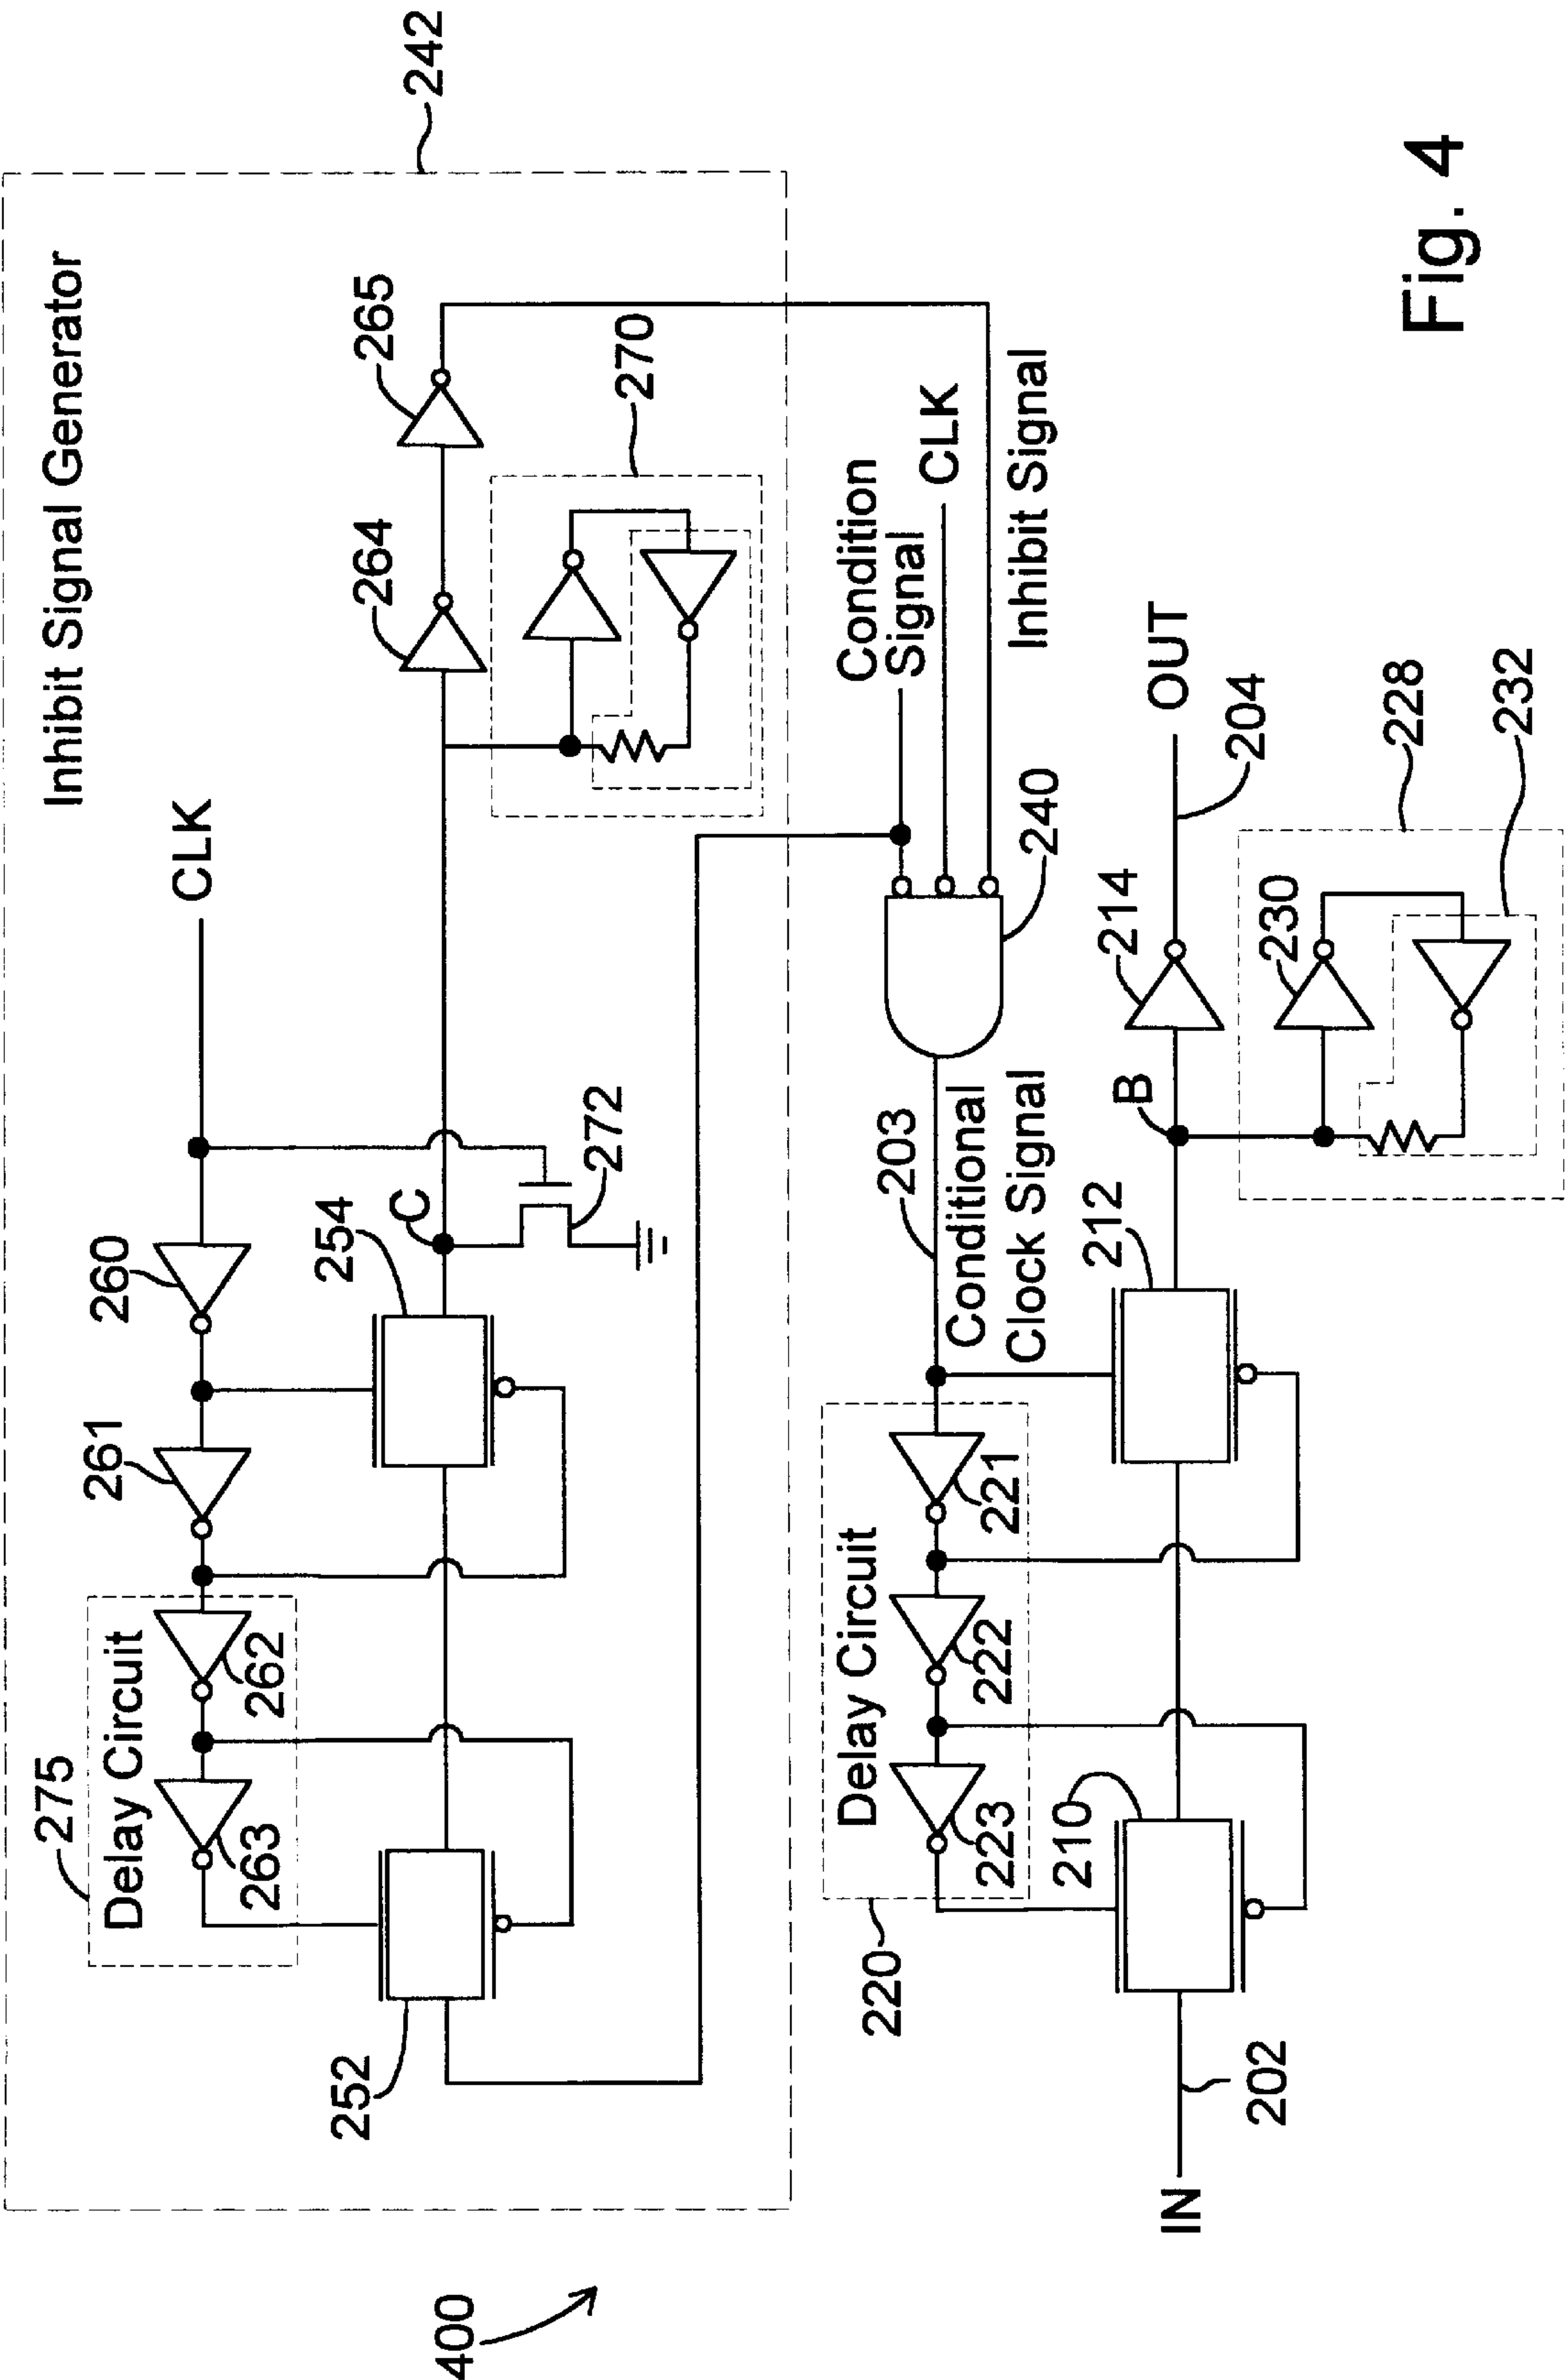 400
242
Inhibit Signal Generator
CLK
275
Delay Circuit
263
262
261
260
252
254
C
272
264
265
270
220
Delay Circuit
223
222
221
203
Conditional
Clock Signal
240
Condition
Signal
CLK
Inhibit Signal
IN
202
210
212
B
214
OUT
204
230
228
232
Fig. 4